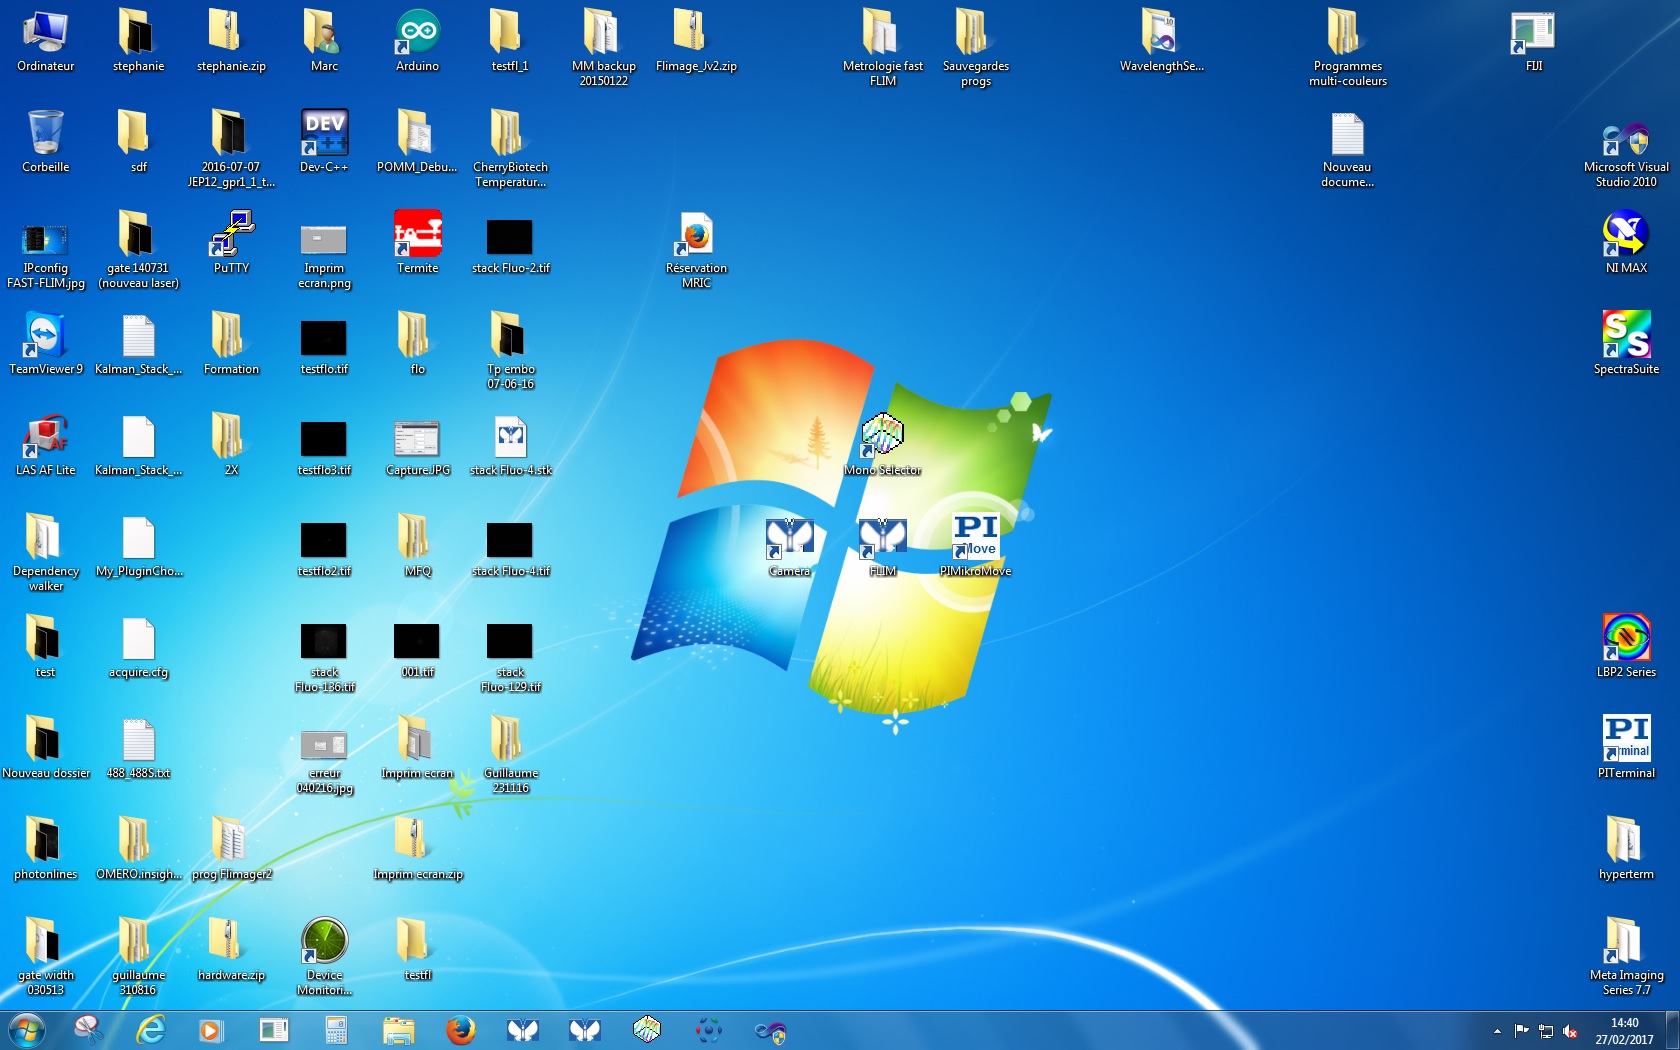 Ordinateur
stephanie
stephanie.zip
Marc
Arduino
testfl_1
MM backup
20150122
Flimage_Jv2.zip
Metrologie fast
FLIM
Sauvegardes
progs
WavelengthSe...
Programmes
multi-couleurs
FIJI
Corbeille
sdf
2016-07-07
JEP12_gpr1_1_t...
DEV
C++
Dev-C++
POMM_Debu...
CherryBiotech
Temperatur...
Nouveau
docume...
Microsoft Visual
Studio 2010
IPconfig
FAST-FLIM.jpg
gate 140731
(nouveau laser)
PuTTY
Imprim
ecran.png
Termite
stack Fluo-2.tif
Réservation
MRIC
NI MAX
TeamViewer 9
Kalman_Stack_...
Formation
testflo.tif
flo
Tp embo
07-06-16
S
S
SpectraSuite
AF
LAS AF Lite
Kalman_Stack_...
2X
testflo3.tif
Capture.JPG
stack Fluo-4.stk
Mono Selector
Dependency
walker
My_PluginCho...
testflo2.tif
MFQ
stack Fluo-4.tif
Camera
FLIM
PI
Move
PIMikroMove
test
acquire.cfg
stack
Fluo-136.tif
001.tif
stack
Fluo-129.tif
LBP2 Series
Nouveau dossier
488_488S.txt
erreur
040216.jpg
Imprim ecran
Guillaume
231116
PI
rminal
PITerminal
photonlines
OMERO.insigh...
prog Flimager2
Imprim ecran.zip
hyperterm
gate width
030513
guillaume
310816
hardware.zip
Device
Monitori...
testfl
Meta Imaging
Series 7.7
14:40
27/02/2017